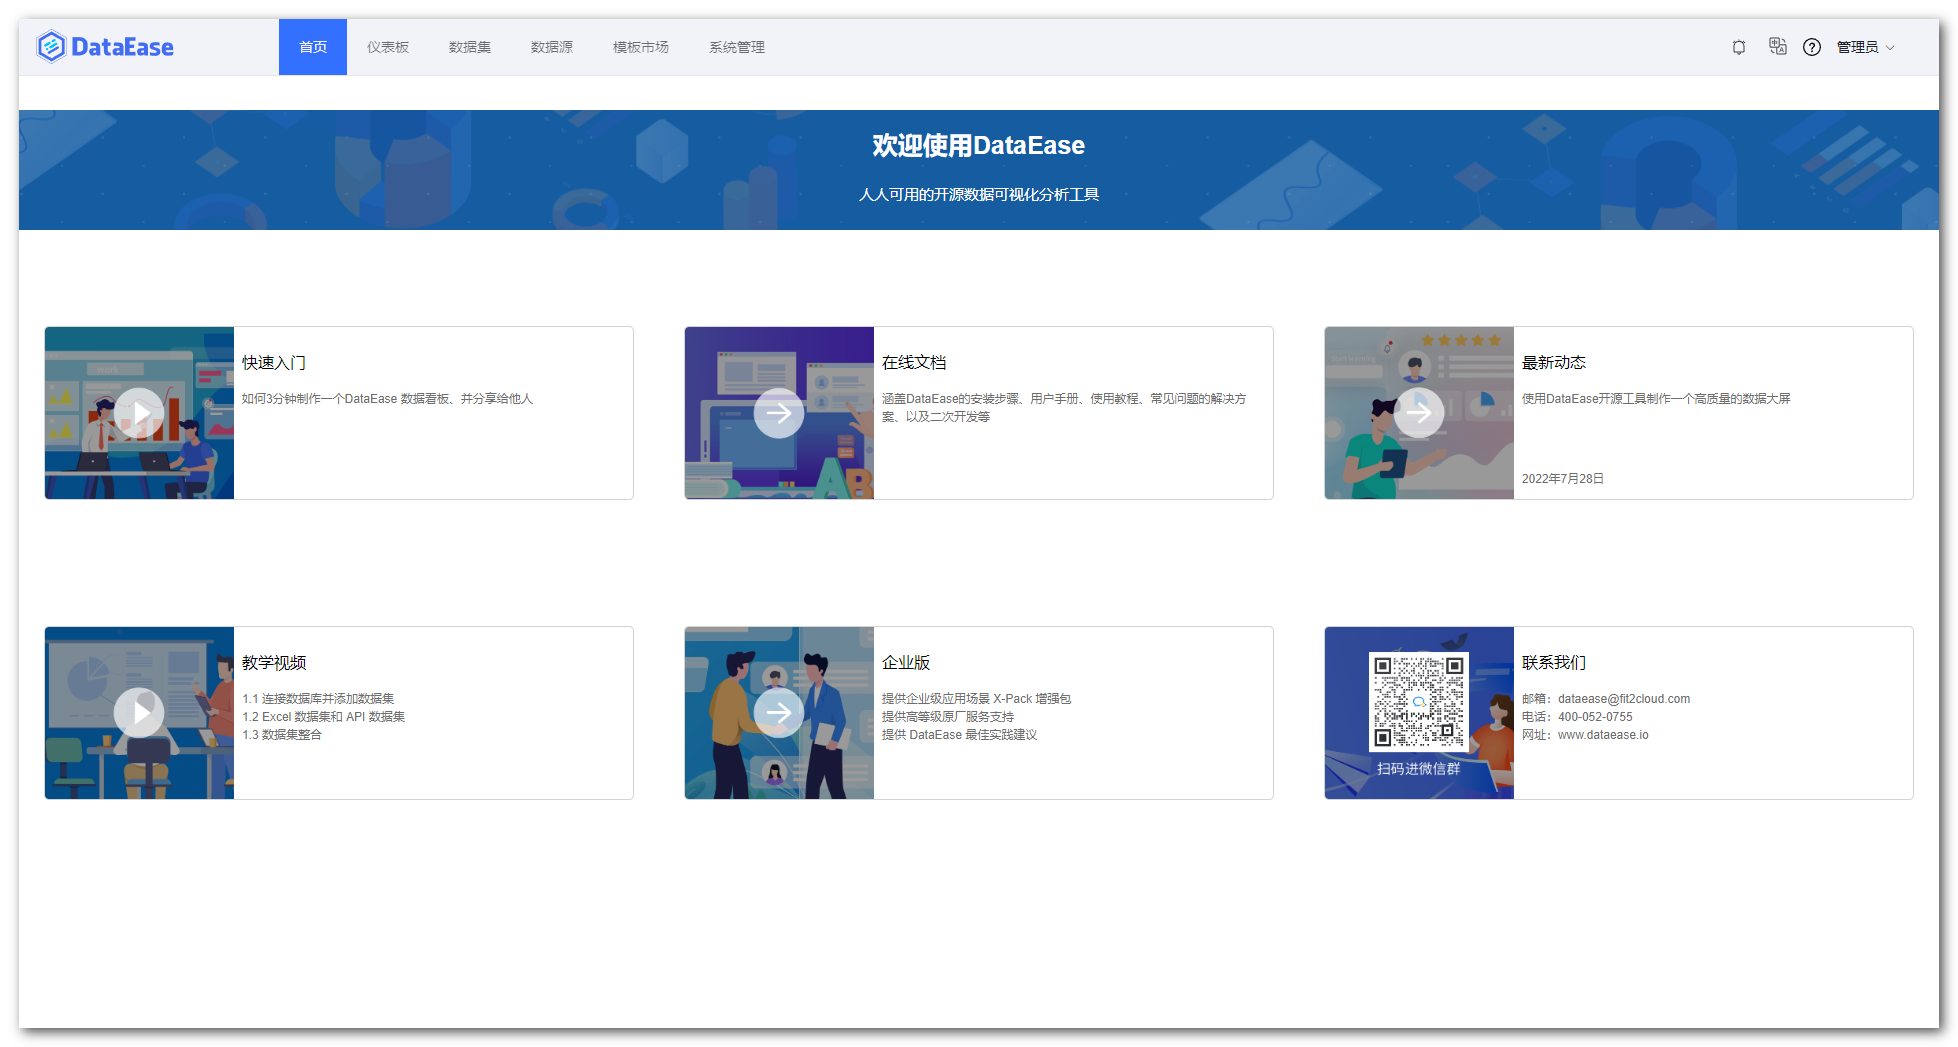 DataEase
首页
仪表板
数据集
数据源
模板市场
系统管理
管理员
欢迎使用DataEase
人人可用的开源数据可视化分析工具
work
快速入门
如何3分钟制作一个DataEase 数据看板、并分享给他人
AB
在线文档
涵盖DataEase的安装步骤、用户手册、使用教程、常见问题的解决方
案、以及二次开发等
最新动态
使用DataEase开源工具制作一个高质量的数据大屏
2022年7月28日
教学视频
1.1 连接数据库并添加数据集
1.2 Excel 数据集和 API 数据集
1.3 数据集整合
企业版
提供企业级应用场景 X-Pack 增强包
提供高等级原厂服务支持
提供 DataEase 最佳实践建议
扫码进微信群
联系我们
邮箱：dataease@fit2cloud.com
电话：400-052-0755
网址：www.dataease.io